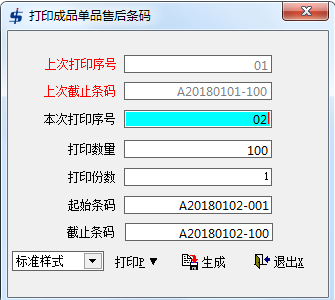 打印成品单品售后条码
上次打印序号 01
上次截止条码 A20180101-100
本次打印序号 02
打印数量 100
打印份数 1
起始条码 A20180102-001
截止条码 A20180102-100
标准样式 打印P 生成 退出X